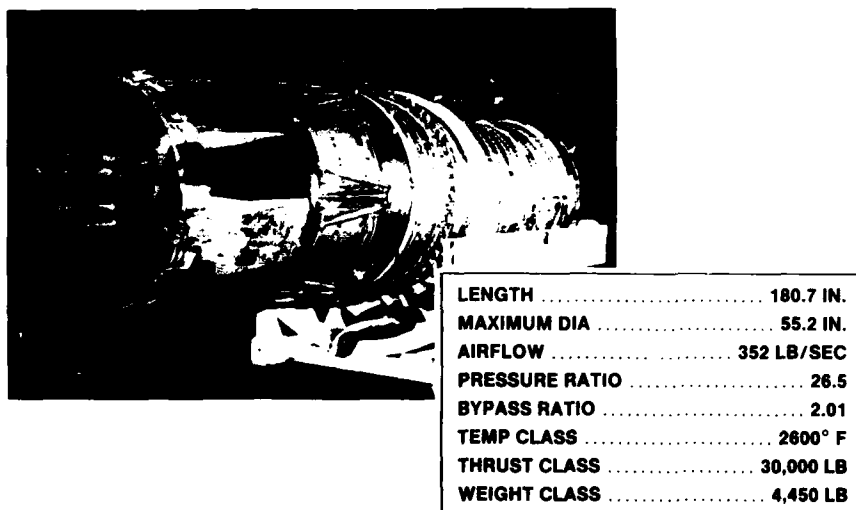 LENGTH ............................ 180.7 IN.
MAXIMUM DIA ..................... 55.2 IN.
AIRFLOW .............. ......... 352 LB/SEC
PRESSURE RATIO ..................... 26.5
BYPASS RATIO ........................ 2.01
TEMP CLASS ....................... 2600° F
THRUST CLASS .................. 30,000 LB
WEIGHT CLASS ................... 4,450 LB